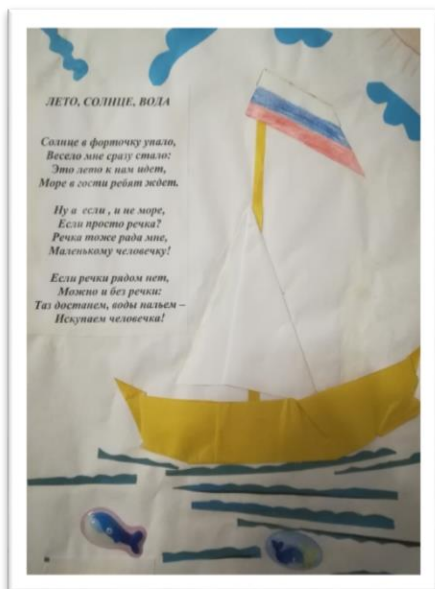 ЛЕТО, СОЛНЦЕ, ВОДА
Солнце в форточку упало,
Весело мне сразу стало:
Это лето к нам идет,
Море в гости ребят ждет.
Ну а если , и не море,
Если просто речка?
Речка тоже рада мне,
Маленькому человечку!
Если речки рядом нет,
Можно и без речки:
Таз достанем, воды нальем –
Искупаем человечка!